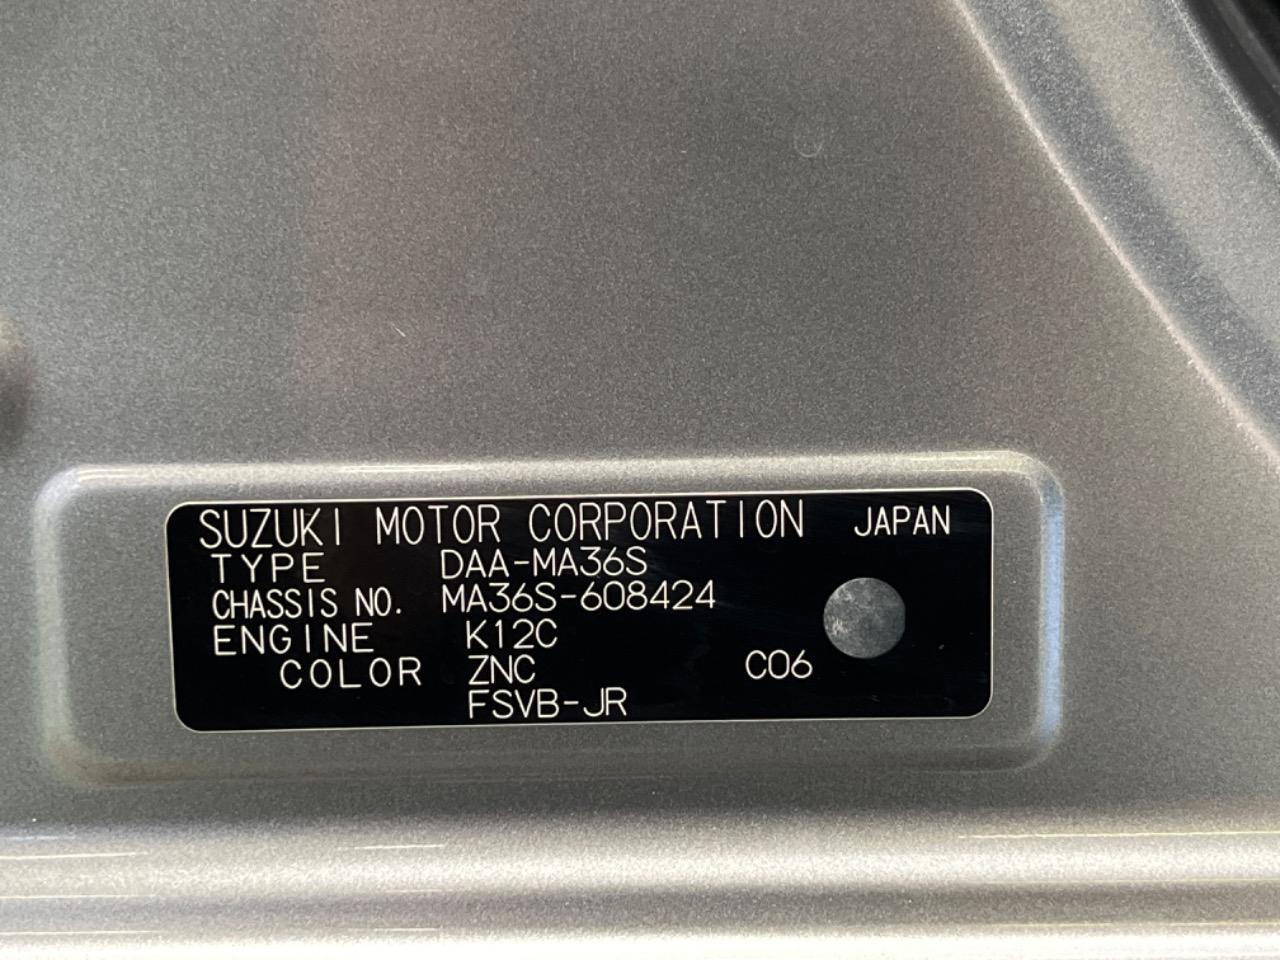 SUZUKI MOTOR CORPORATION JAPAN
TYPE DAA-MA36S
CHASSIS NO. MA36S-608424
ENGINE K12C
COLOR ZNC C06
FSVB-JR